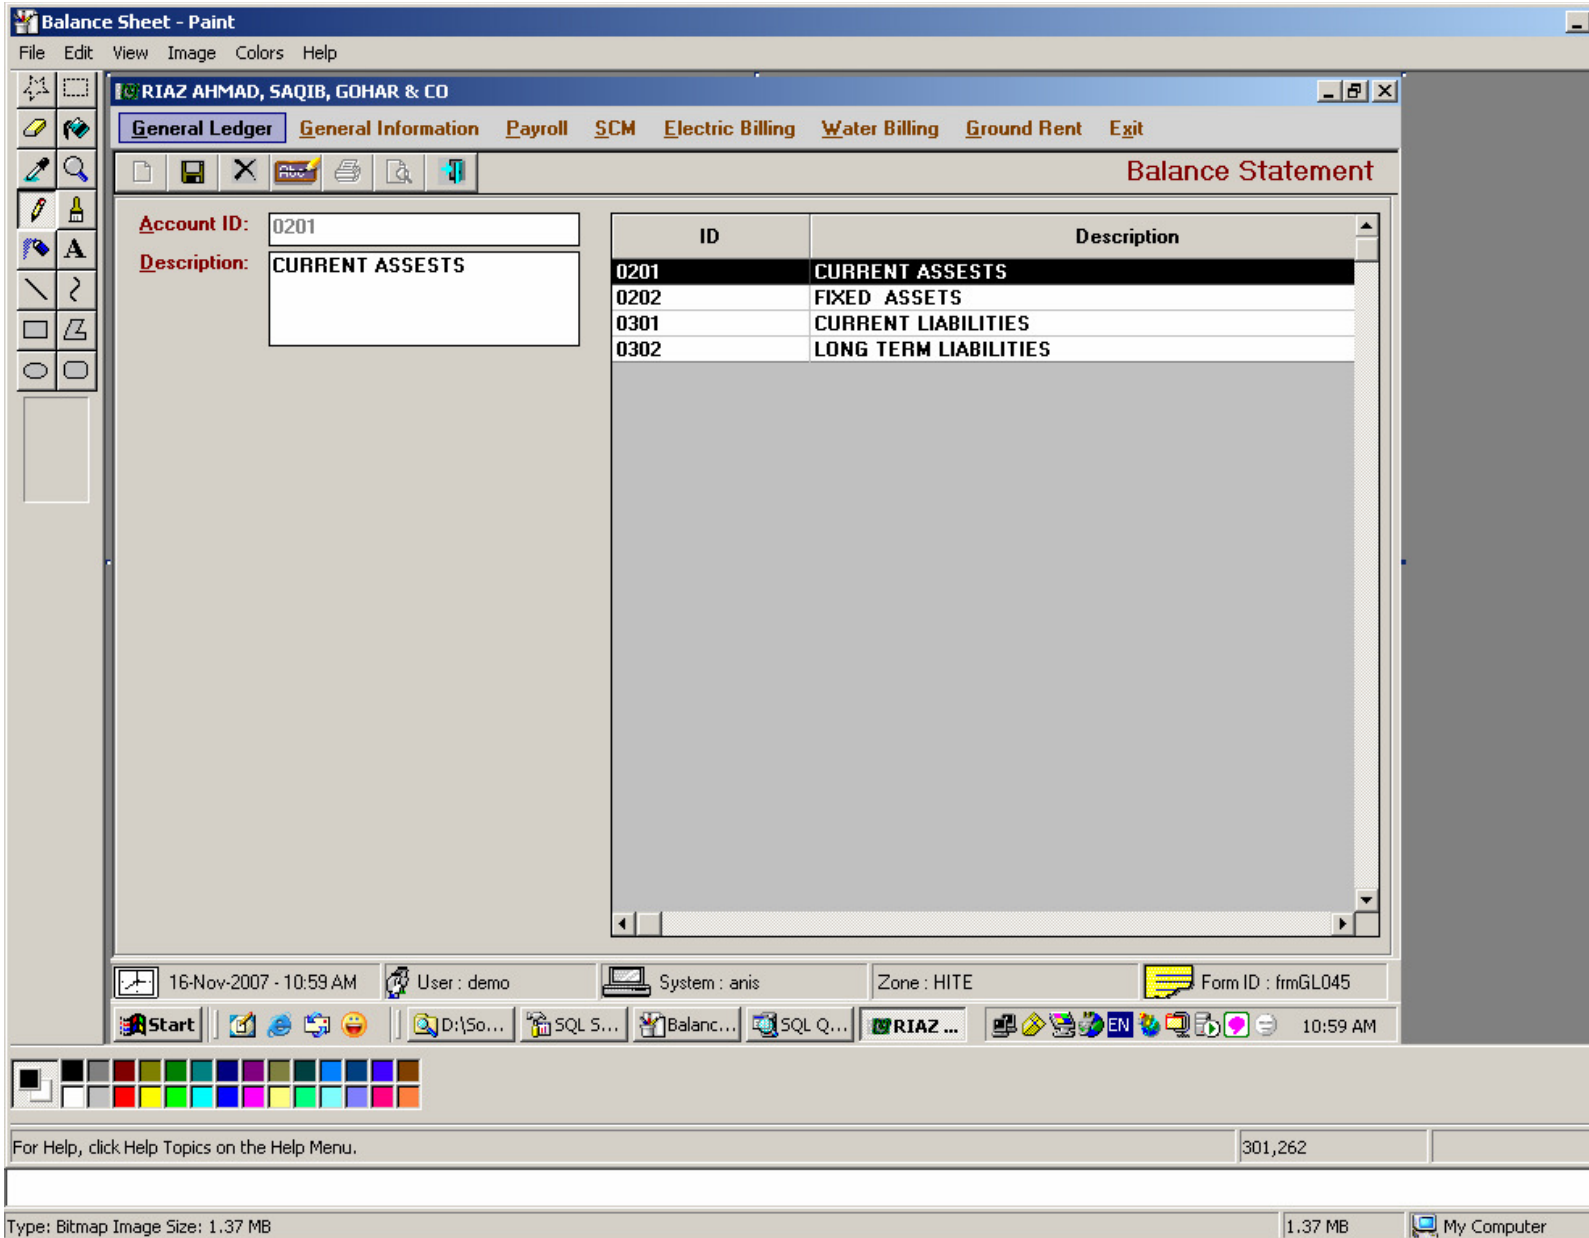 Balance Sheet - Paint
File Edit View Image Colors Help
RIAZ AHMAD, SAQIB, GOHAR & CO
General Ledger General Information Payroll SCM Electric Billing Water Billing Ground Rent Exit
Balance Statement
Account ID: 0201
Description: CURRENT ASSESTS
ID Description
0201 CURRENT ASSESTS
0202 FIXED ASSETS
0301 CURRENT LIABILITIES
0302 LONG TERM LIABILITIES
16-Nov-2007 - 10:59 AM User : demo System : anis Zone : HITE Form ID : frmGL045
Start D:\So... SQL S... Balanc... SQL Q... RIAZ ... EN 10:59 AM
For Help, click Help Topics on the Help Menu. 301,262
Type: Bitmap Image Size: 1.37 MB 1.37 MB My Computer